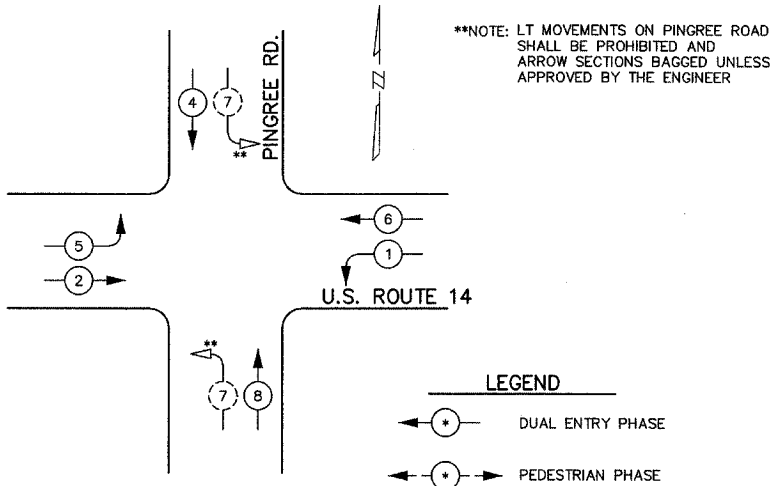 **NOTE: LT MOVEMENTS ON PINGREE ROAD
SHALL BE PROHIBITED AND
ARROW SECTIONS BAGGED UNLESS
APPROVED BY THE ENGINEER
PINGREE RD.
N
4
7
**
6
5
1
2
U.S. ROUTE 14
**
7
8
LEGEND
* DUAL ENTRY PHASE
* PEDESTRIAN PHASE